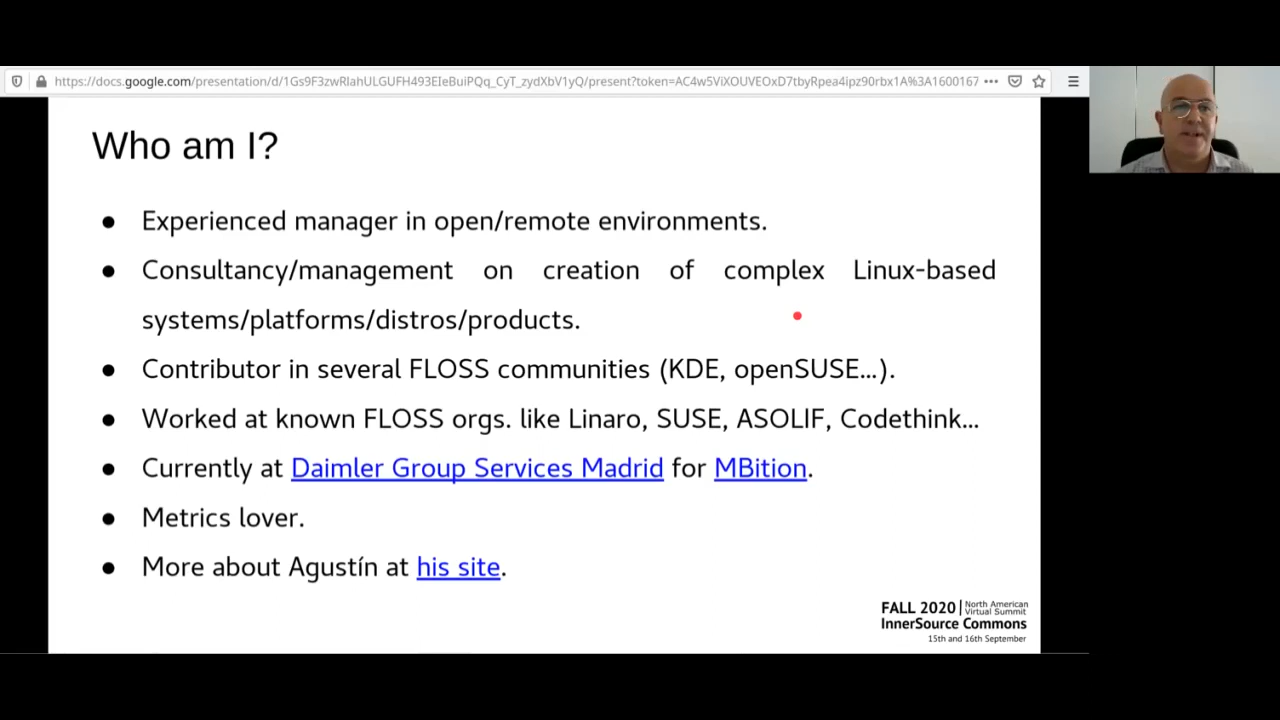 https://docs.google.com/presentation/d/1Gs9F3zwRlahULGUFH493EIeBuiPQq_CyT_zydXbV1yQ/present?token=AC4w5ViXOUVEOxD7tbyRpea4ipz90rbx1A%3A1600167
Who am I?
● Experienced manager in open/remote environments.
● Consultancy/management on creation of complex Linux-based
systems/platforms/distros/products.
● Contributor in several FLOSS communities (KDE, openSUSE...).
● Worked at known FLOSS orgs. like Linaro, SUSE, ASOLIF, Codethink...
● Currently at Daimler Group Services Madrid for MBition.
● Metrics lover.
● More about Agustín at his site.
FALL 2020 | North American
Virtual Summit
InnerSource Commons
15th and 16th September